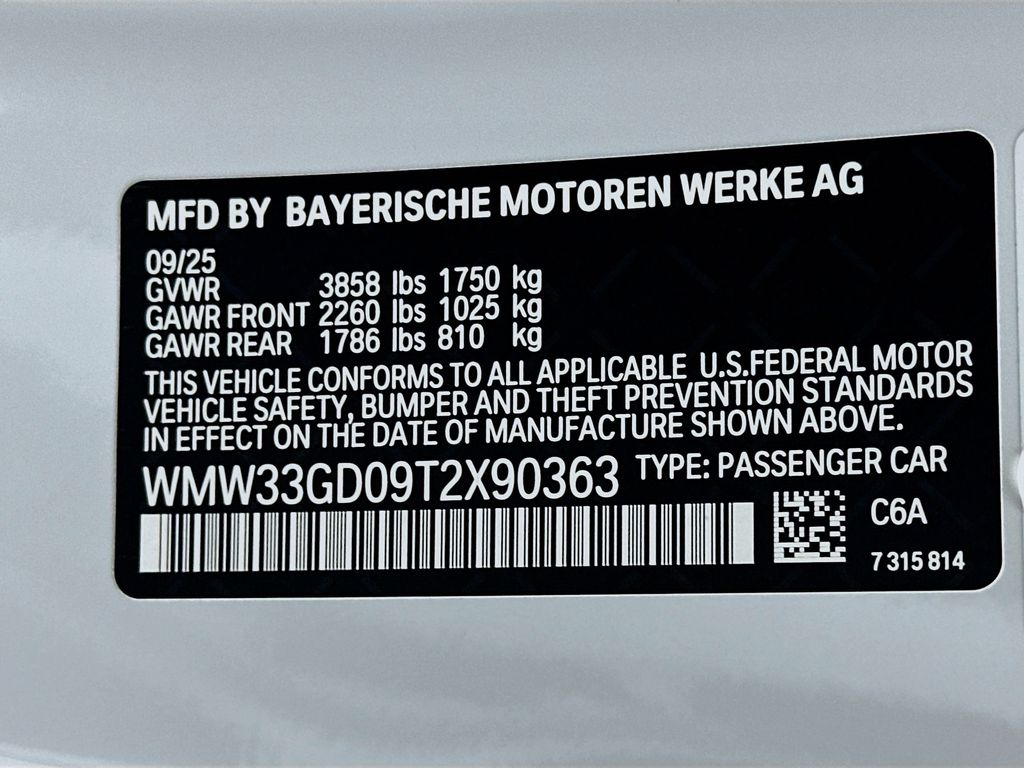 MFD BY BAYERISCHE MOTOREN WERKE AG
09/25
GVWR 3858 lbs 1750 kg
GAWR FRONT 2260 lbs 1025 kg
GAWR REAR 1786 lbs 810 kg
THIS VEHICLE CONFORMS TO ALL APPLICABLE U.S.FEDERAL MOTOR
VEHICLE SAFETY, BUMPER AND THEFT PREVENTION STANDARDS
IN EFFECT ON THE DATE OF MANUFACTURE SHOWN ABOVE.
WMW33GD09T2X90363 TYPE: PASSENGER CAR
C6A
7 315 814